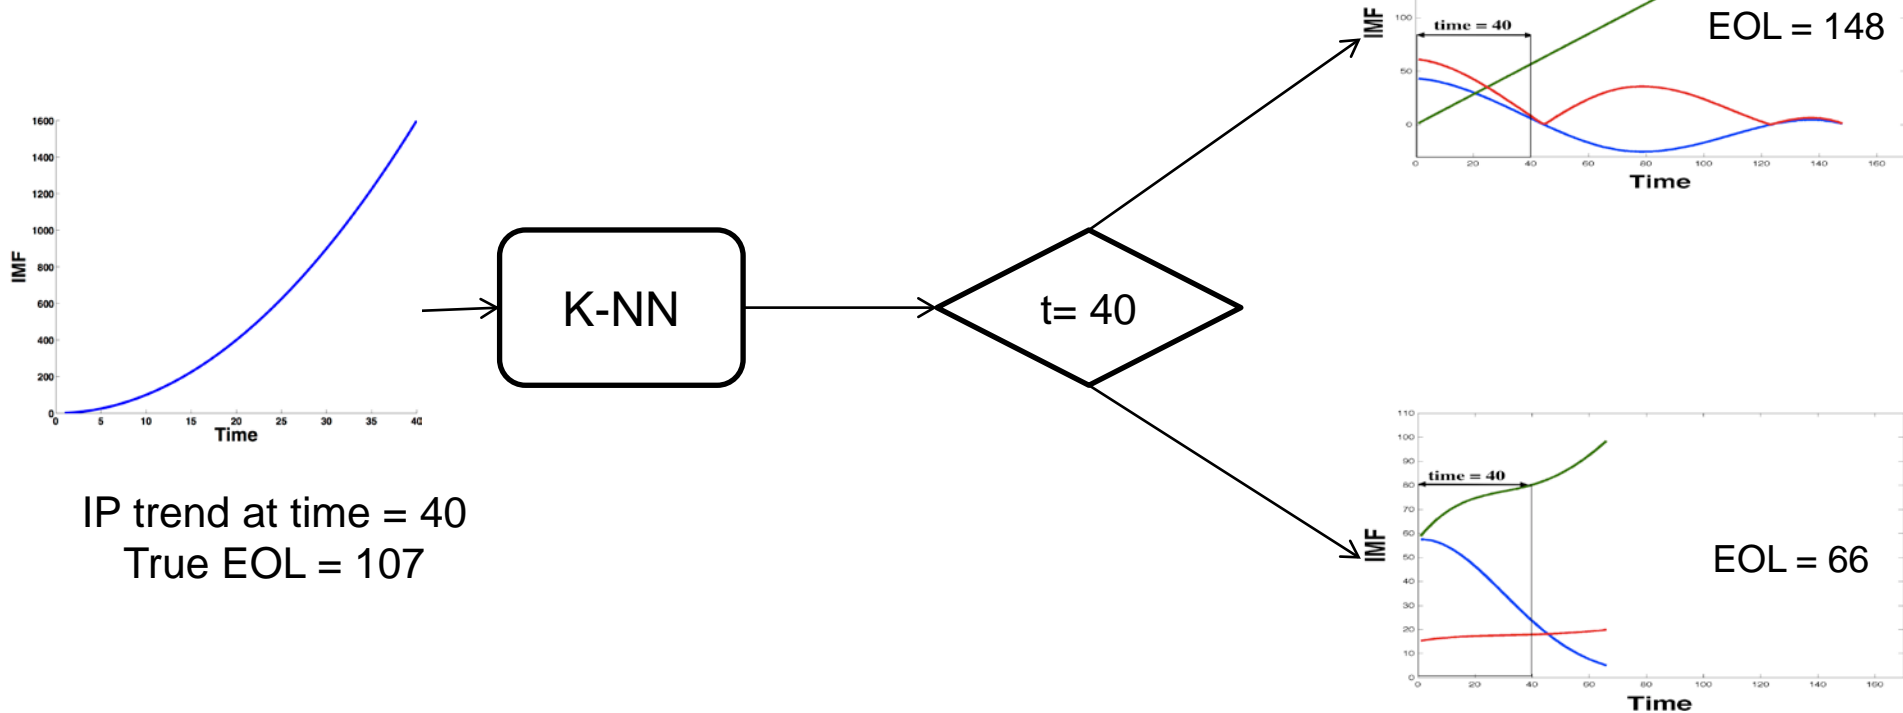 1600
1400
1200
1000
800
600
400
200
0
IMF
0 5 10 15 20 25 30 35 40
Time
IP trend at time = 40
True EOL = 107
K-NN
t= 40
IMF
100
50
0
time = 40
EOL = 148
0 20 40 60 80 100 120 140 160
Time
IMF
110
100
90
80
70
60
50
40
30
20
10
0
time = 40
EOL = 66
0 20 40 60 80 100 120 140 160
Time